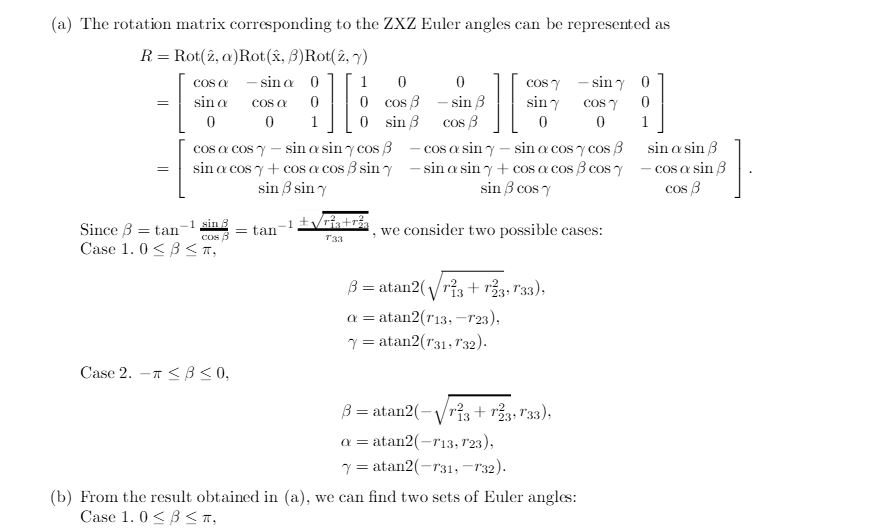 (a) The rotation matrix corresponding to the ZXZ Euler angles can be represented as
R = Rot(ẑ, α)Rot(x̂, β)Rot(ẑ, γ)
= [ cos α − sin α 0 ; sin α cos α 0 ; 0 0 1 ] [ 1 0 0 ; 0 cos β − sin β ; 0 sin β cos β ] [ cos γ − sin γ 0 ; sin γ cos γ 0 ; 0 0 1 ]
= [ cos α cos γ − sin α sin γ cos β − cos α sin γ − sin α cos γ cos β sin α sin β ; sin α cos γ + cos α cos β sin γ − sin α sin γ + cos α cos β cos γ − cos α sin β ; sin β sin γ sin β cos γ cos β ] .
Since β = tan⁻¹ sin β / cos β = tan⁻¹ ±√(r₁₃² + r₂₃²) / r₃₃ , we consider two possible cases:
Case 1. 0 ≤ β ≤ π,
β = atan2(√(r₁₃² + r₂₃²), r₃₃),
α = atan2(r₁₃, −r₂₃),
γ = atan2(r₃₁, r₃₂).
Case 2. −π ≤ β ≤ 0,
β = atan2(−√(r₁₃² + r₂₃²), r₃₃),
α = atan2(−r₁₃, r₂₃),
γ = atan2(−r₃₁, −r₃₂).
(b) From the result obtained in (a), we can find two sets of Euler angles:
Case 1. 0 ≤ β ≤ π,